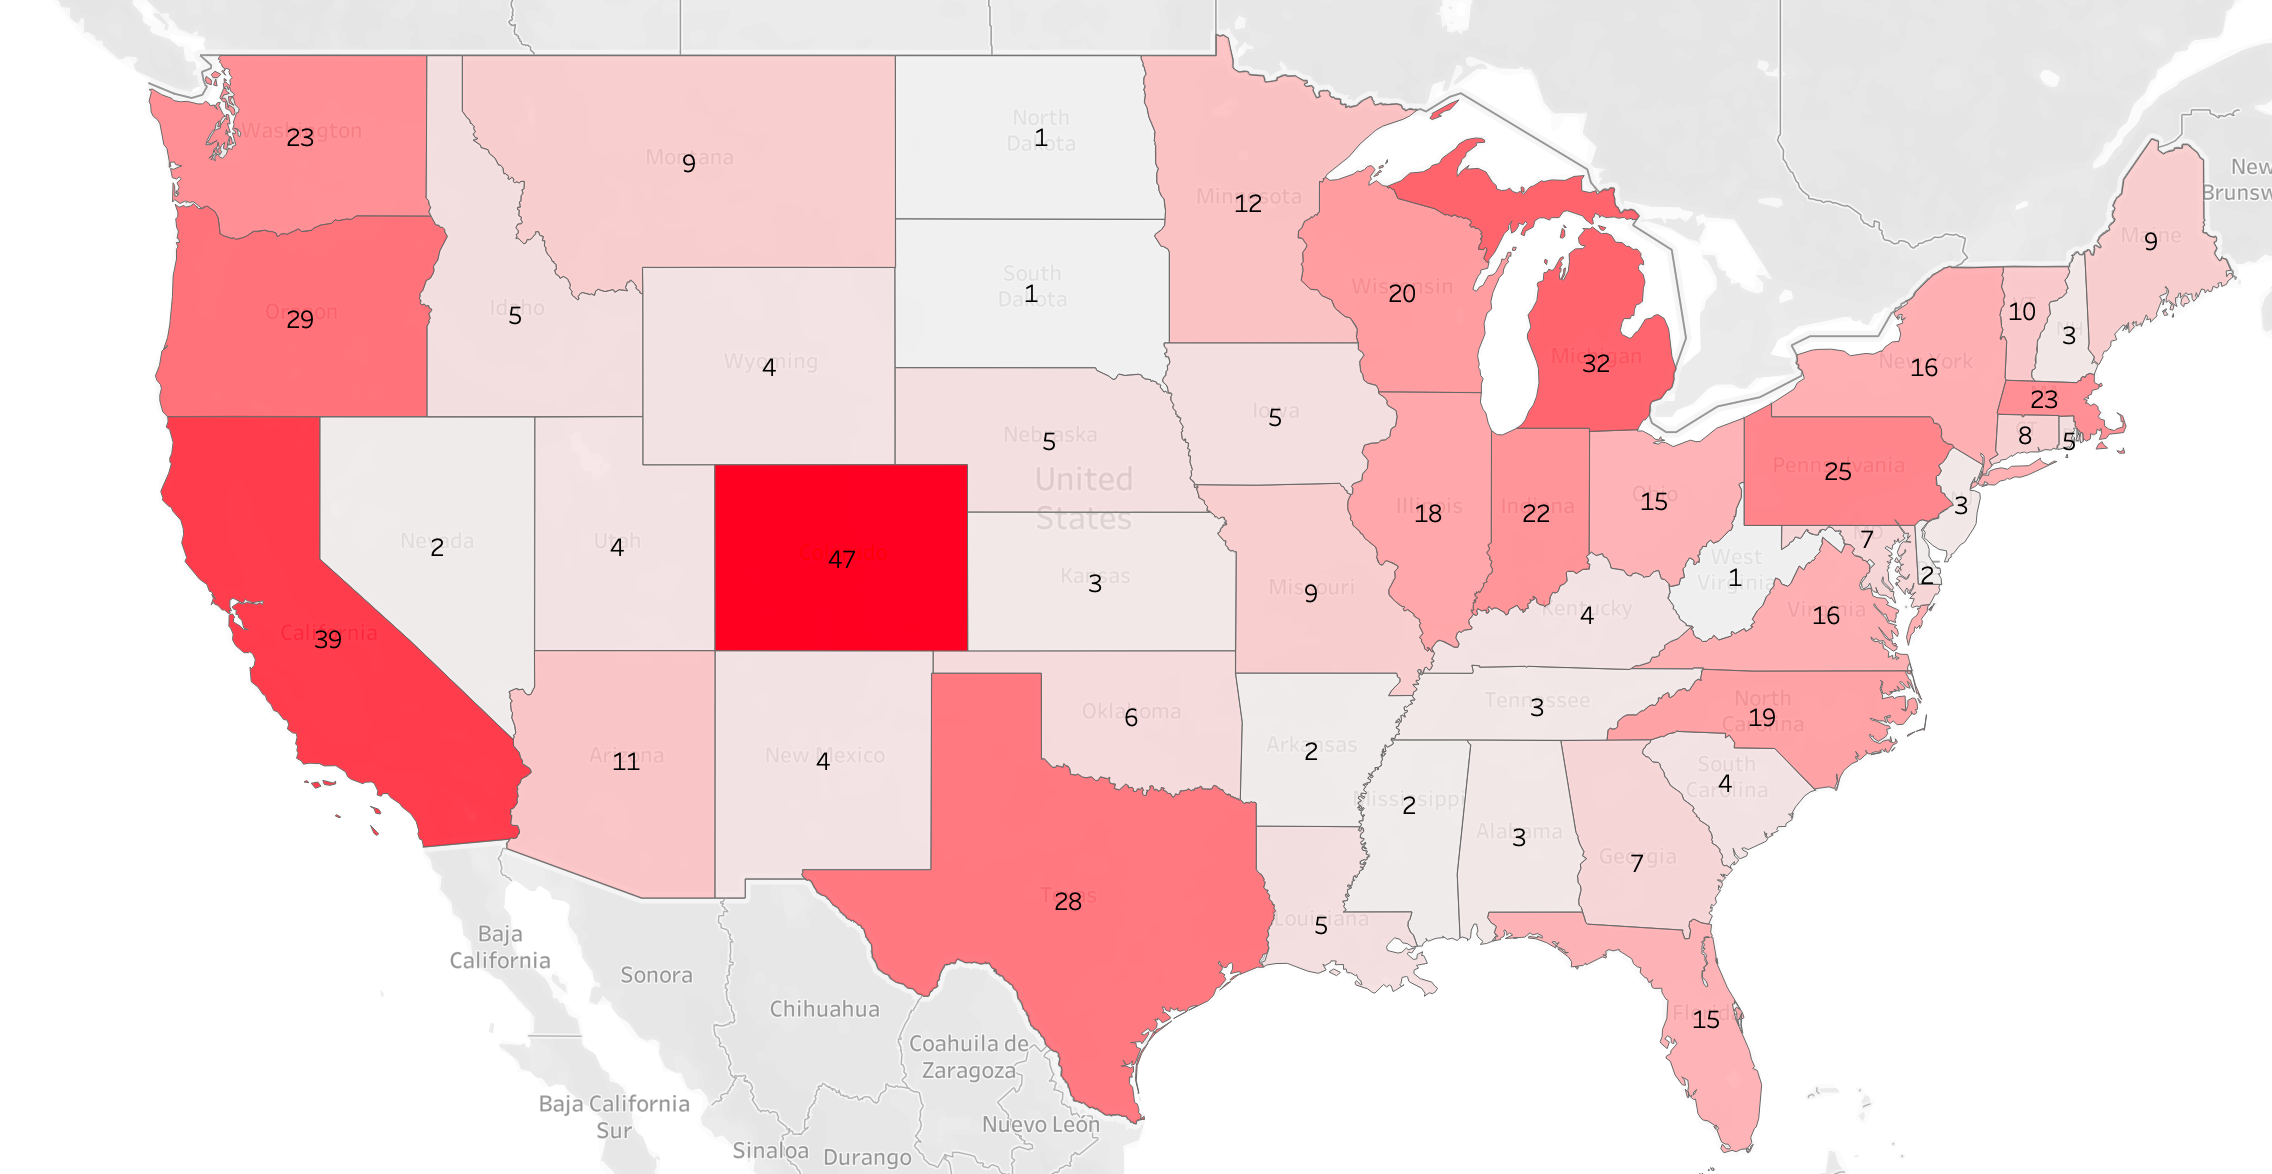 Washington
23
Montana
9
North
Dakota
1
Minnesota
12
Oregon
29
Idaho
5
South
Dakota
1
Wisconsin
20
Michigan
32
Maine
9
New
Brunsw
Wyoming
4
Nebraska
5
Iowa
5
New York
16
10
NH
3
23
8
5
California
39
Nevada
2
Utah
4
Colorado
47
United
States
Kansas
3
Missouri
9
Illinois
18
Indiana
22
Ohio
15
Pennsylvania
25
3
MD
7
2
West
Virginia
1
Virginia
16
Kentucky
4
Arizona
11
New Mexico
4
Oklahoma
6
Arkansas
2
Tennessee
3
North
Carolina
19
South
Carolina
4
Mississippi
2
Alabama
3
Georgia
7
Texas
28
Louisiana
5
Florida
15
Baja
California
Sonora
Chihuahua
Coahuila de
Zaragoza
Baja California
Sur
Nuevo León
Sinaloa
Durango